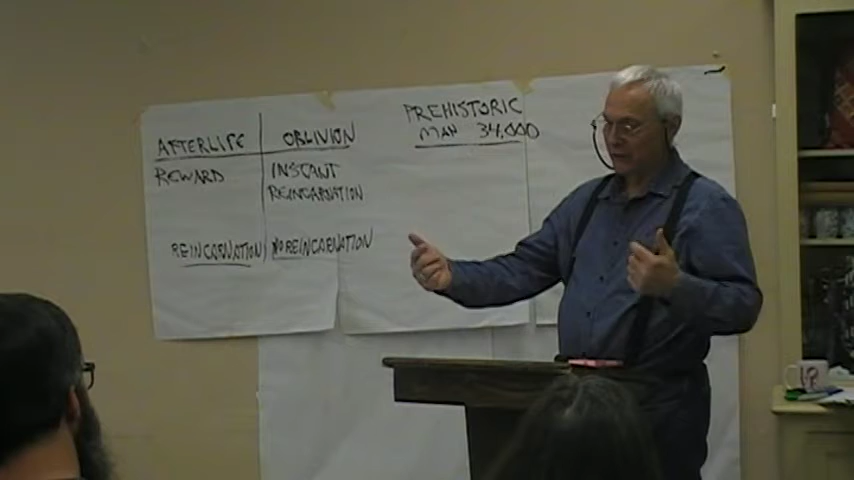 AFTERLIFE
OBLIVION
REWARD
INSTANT
REINCARNATION
REINCARNATION
NO REINCARNATION
PREHISTORIC
MAN 34,000